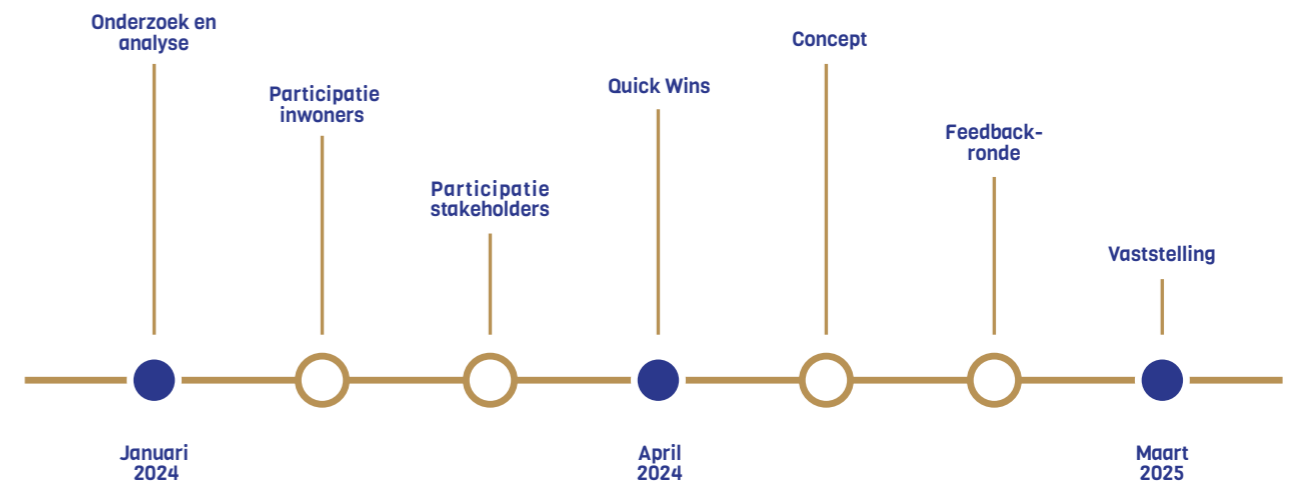 Onderzoek en
analyse
Participatie
inwoners
Participatie
stakeholders
Quick Wins
Concept
Feedback-
ronde
Vaststelling
Januari
2024
April
2024
Maart
2025